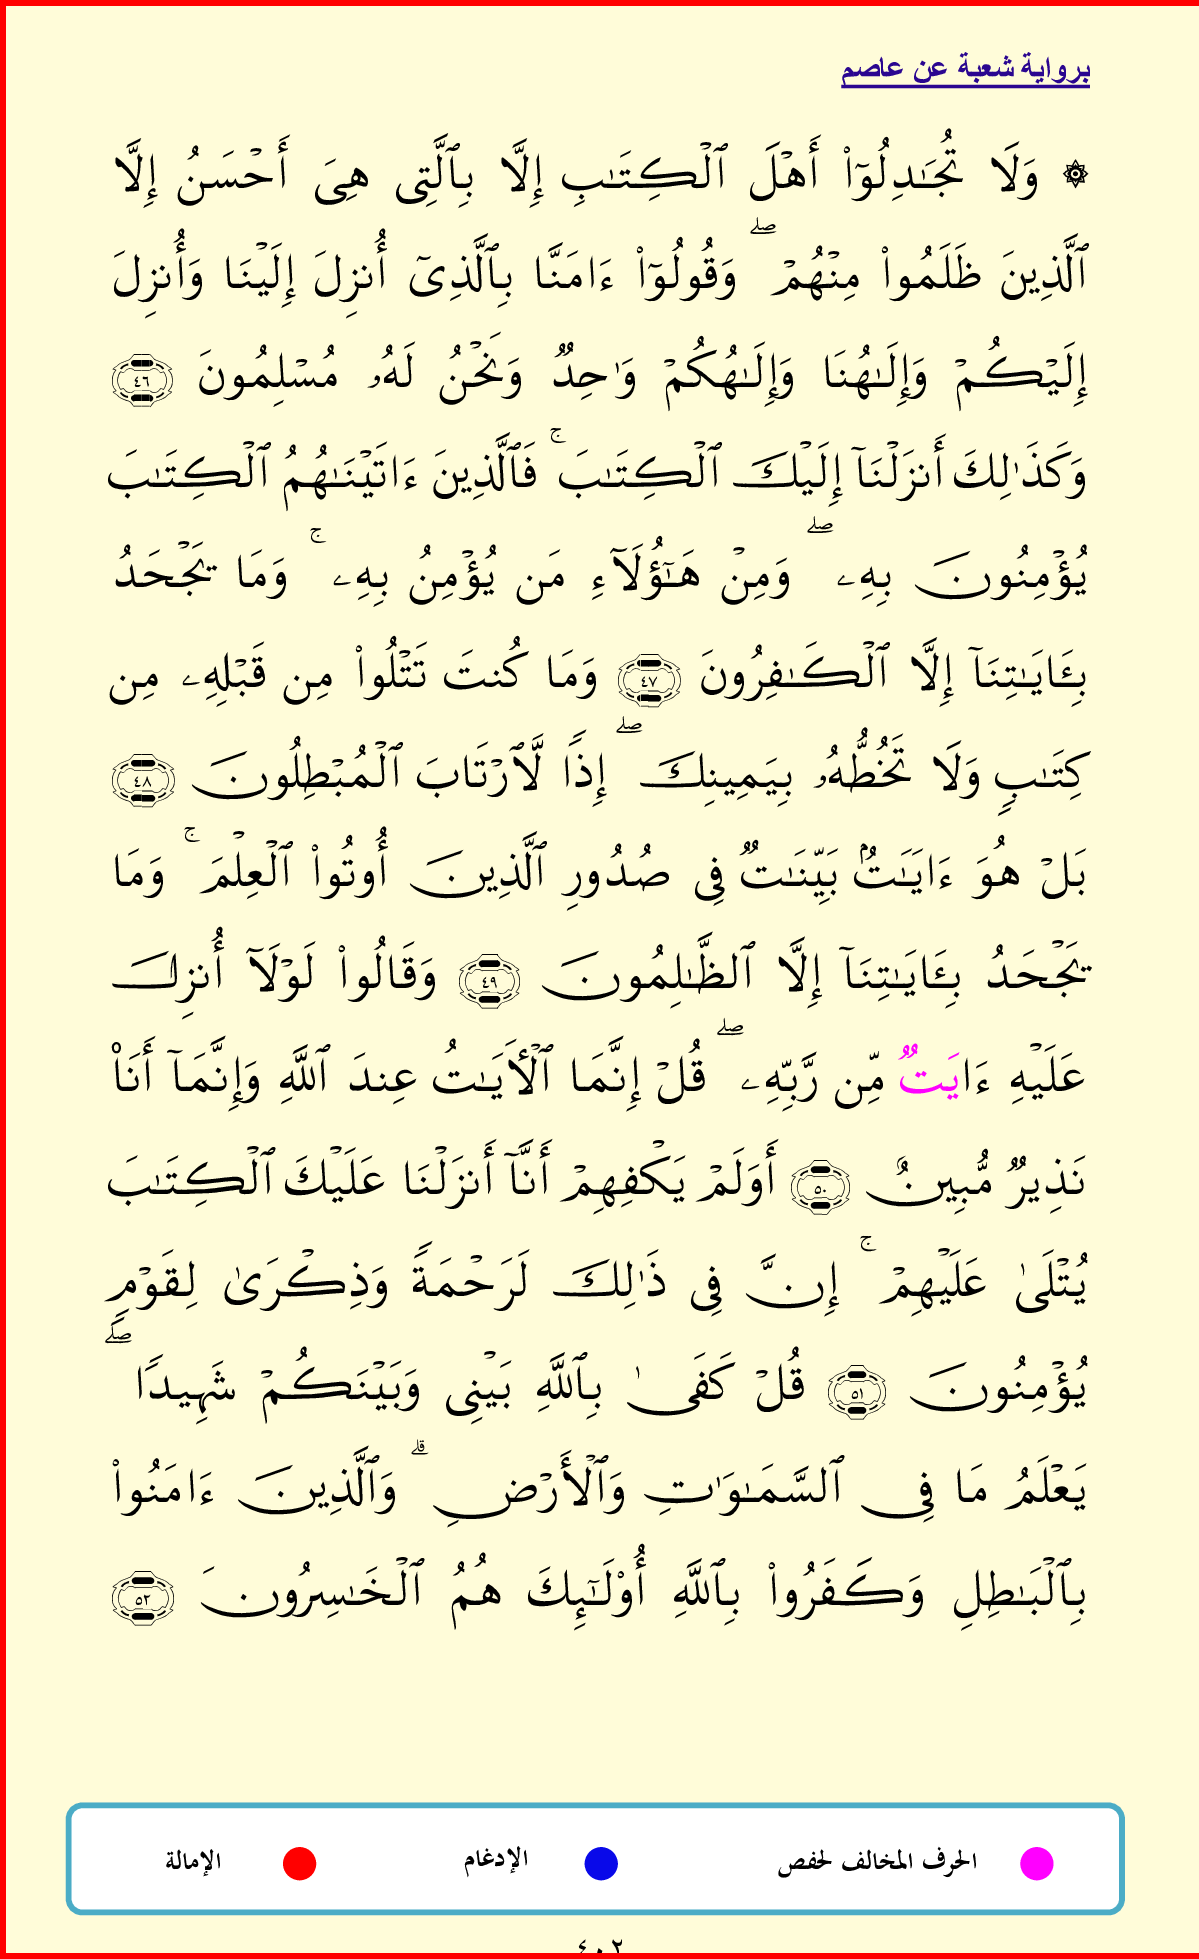 برواية شعبة عن عاصم
۞ وَلَا تُجَـٰدِلُوٓا۟ أَهْلَ ٱلْكِتَـٰبِ إِلَّا بِٱلَّتِى هِىَ أَحْسَنُ إِلَّا
ٱلَّذِينَ ظَلَمُوا۟ مِنْهُمْ ۖ وَقُولُوٓا۟ ءَامَنَّا بِٱلَّذِىٓ أُنزِلَ إِلَيْنَا وَأُنزِلَ
إِلَيْكُمْ وَإِلَـٰهُنَا وَإِلَـٰهُكُمْ وَٰحِدٌ وَنَحْنُ لَهُۥ مُسْلِمُونَ ٤٦
وَكَذَٰلِكَ أَنزَلْنَآ إِلَيْكَ ٱلْكِتَـٰبَ ۚ فَٱلَّذِينَ ءَاتَيْنَـٰهُمُ ٱلْكِتَـٰبَ
يُؤْمِنُونَ بِهِۦ ۖ وَمِنْ هَـٰٓؤُلَآءِ مَن يُؤْمِنُ بِهِۦ ۚ وَمَا يَجْحَدُ
بِـَٔايَـٰتِنَآ إِلَّا ٱلْكَـٰفِرُونَ ٤٧ وَمَا كُنتَ تَتْلُوا۟ مِن قَبْلِهِۦ مِن
كِتَـٰبٍ وَلَا تَخُطُّهُۥ بِيَمِينِكَ ۖ إِذًا لَّٱرْتَابَ ٱلْمُبْطِلُونَ ٤٨
بَلْ هُوَ ءَايَـٰتٌۢ بَيِّنَـٰتٌ فِى صُدُورِ ٱلَّذِينَ أُوتُوا۟ ٱلْعِلْمَ ۚ وَمَا
يَجْحَدُ بِـَٔايَـٰتِنَآ إِلَّا ٱلظَّـٰلِمُونَ ٤٩ وَقَالُوا۟ لَوْلَآ أُنزِلَ
عَلَيْهِ ءَايَتٌ مِّن رَّبِّهِۦ ۖ قُلْ إِنَّمَا ٱلْـَٔايَـٰتُ عِندَ ٱللَّهِ وَإِنَّمَآ أَنَا۠
نَذِيرٌ مُّبِينٌ ٥٠ أَوَلَمْ يَكْفِهِمْ أَنَّآ أَنزَلْنَا عَلَيْكَ ٱلْكِتَـٰبَ
يُتْلَىٰ عَلَيْهِمْ ۚ إِنَّ فِى ذَٰلِكَ لَرَحْمَةً وَذِكْرَىٰ لِقَوْمٍ
يُؤْمِنُونَ ٥١ قُلْ كَفَىٰ بِٱللَّهِ بَيْنِى وَبَيْنَكُمْ شَهِيدًا ۖ
يَعْلَمُ مَا فِى ٱلسَّمَـٰوَٰتِ وَٱلْأَرْضِ ۗ وَٱلَّذِينَ ءَامَنُوا۟
بِٱلْبَـٰطِلِ وَكَفَرُوا۟ بِٱللَّهِ أُو۟لَـٰٓئِكَ هُمُ ٱلْخَـٰسِرُونَ ٥٢
الحرف المخالف لحفص الإدغام الإمالة
٤٠٢